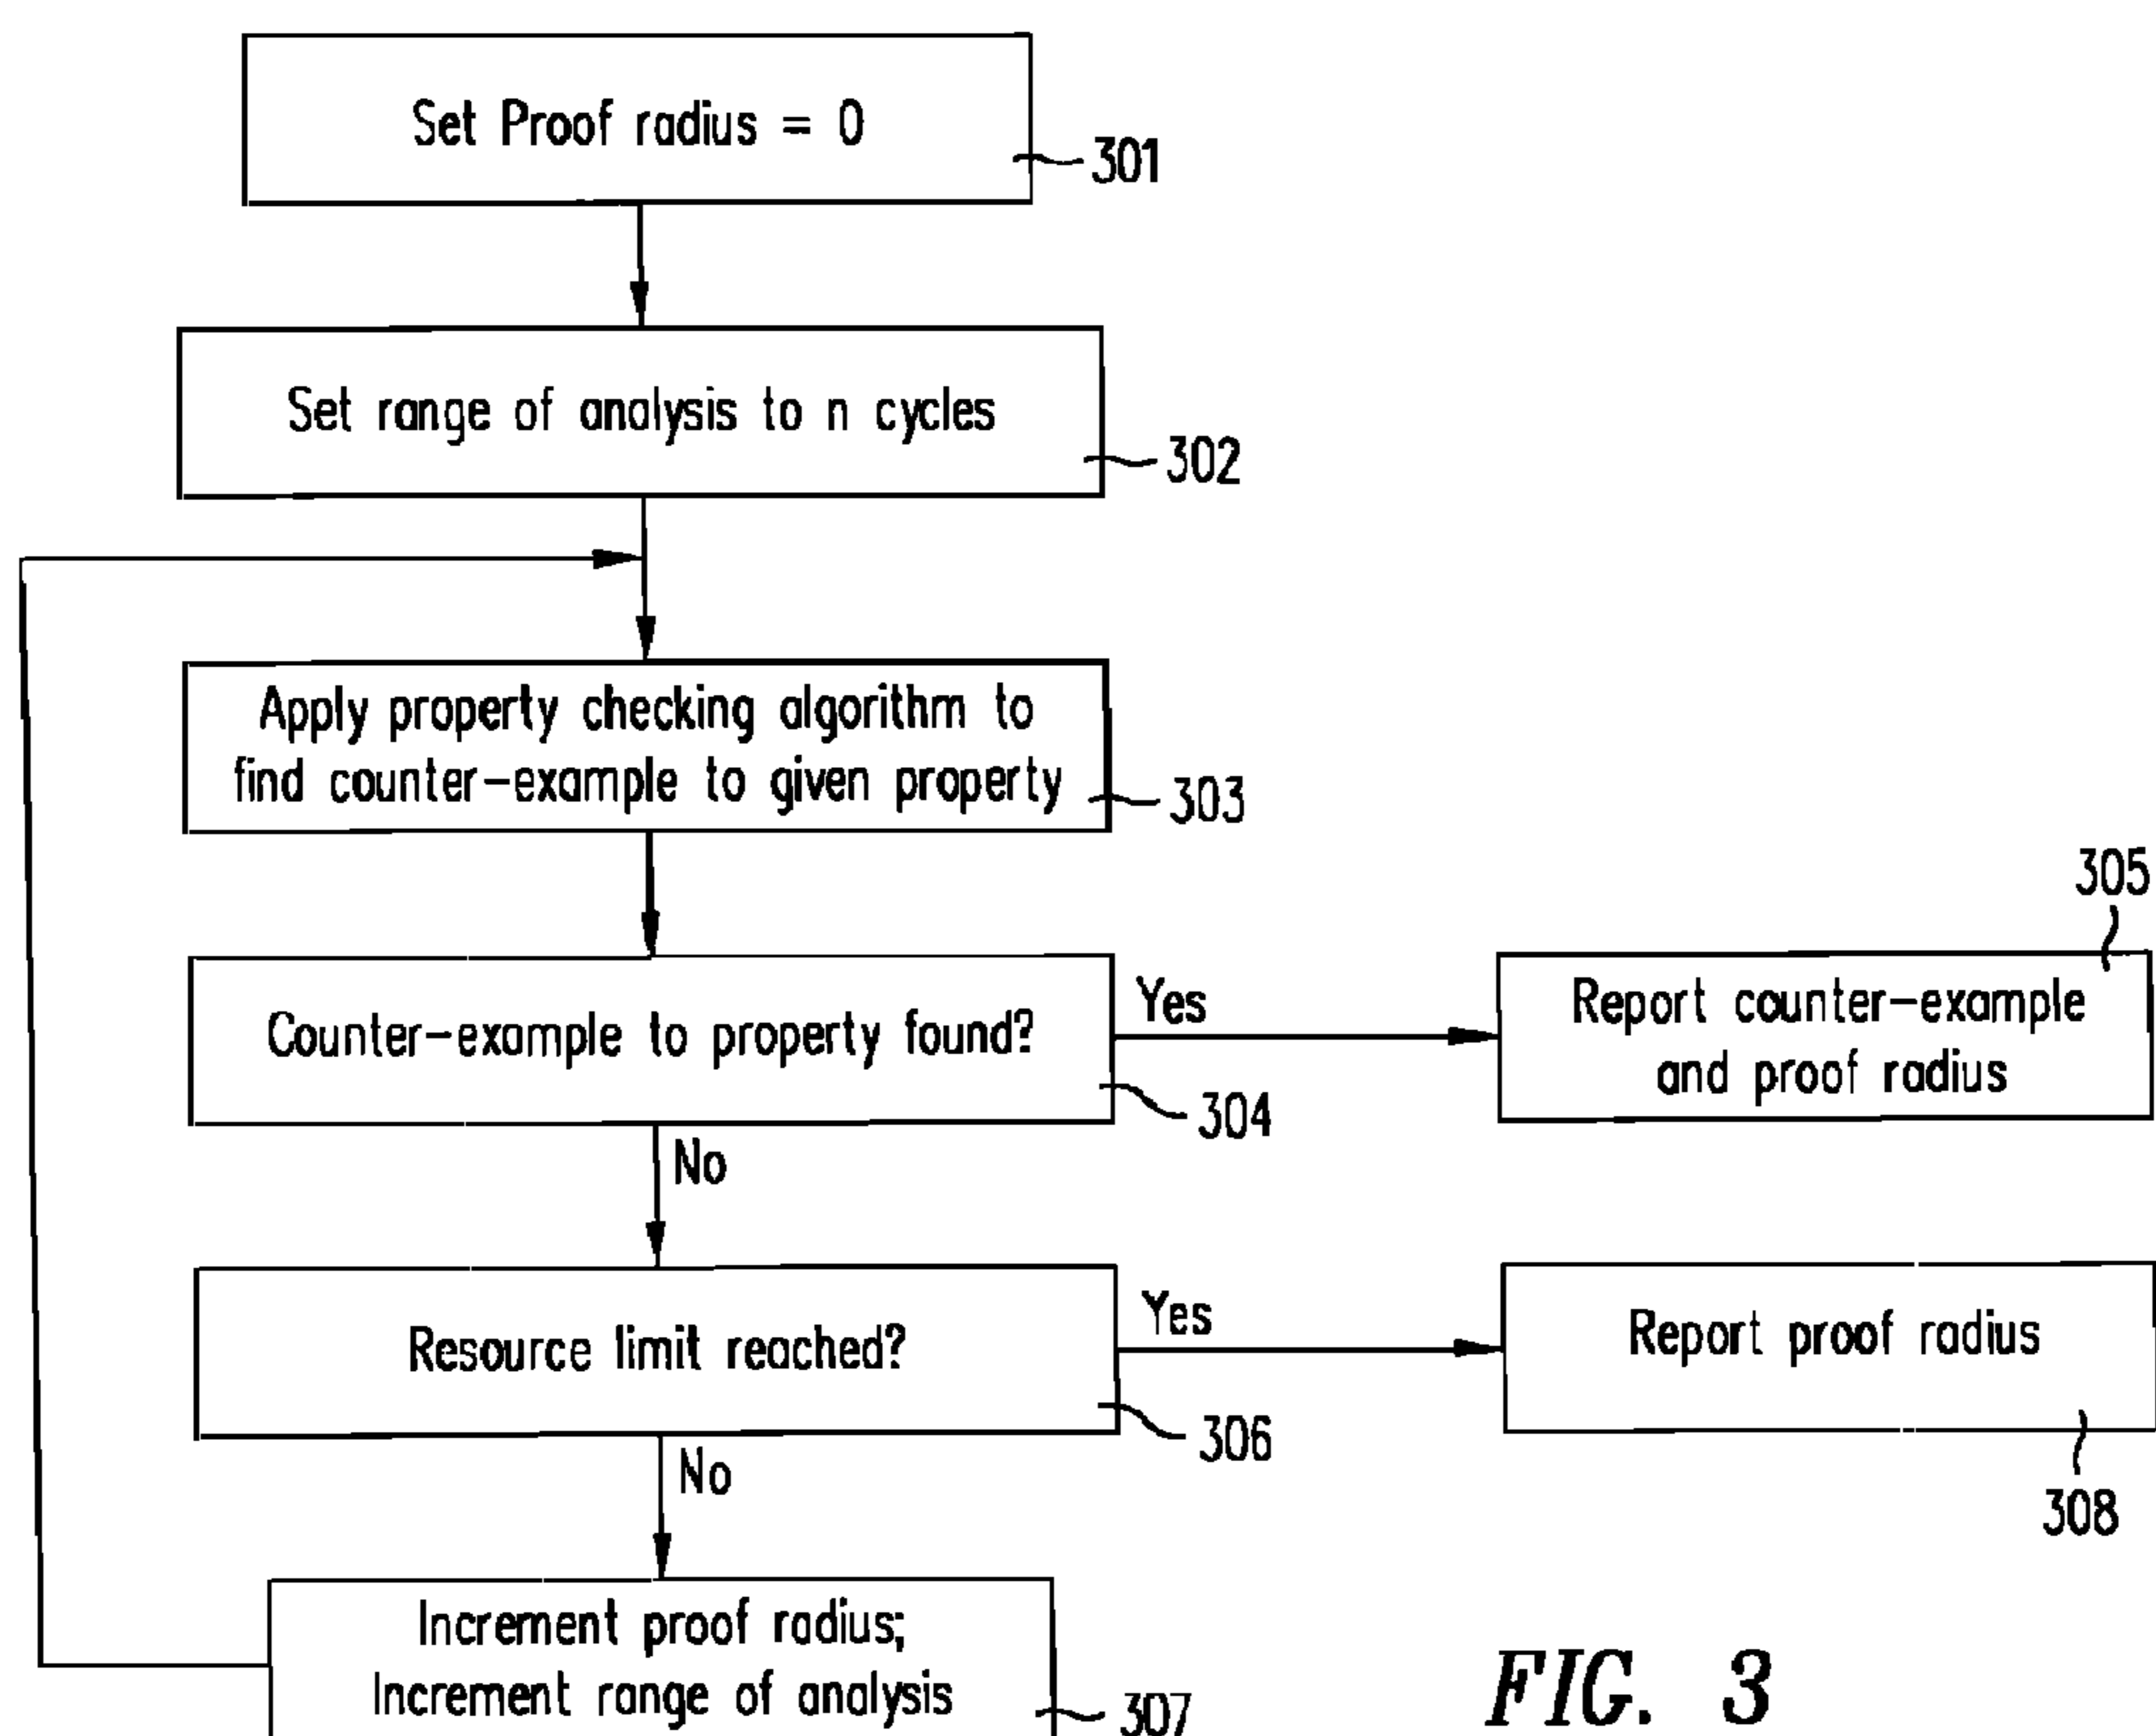 Set Proof radius = 0
301
Set range of analysis to n cycles
302
Apply property checking algorithm to
find counter-example to given property
303
Counter-example to property found?
304
Yes
305
Report counter-example
and proof radius
No
Resource limit reached?
306
Yes
Report proof radius
308
No
Increment proof radius;
Increment range of analysis
307
FIG. 3